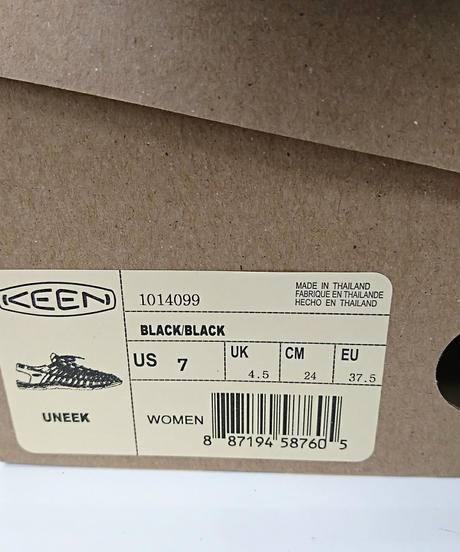 KEEN
1014099
MADE IN THAILAND
FABRIQUE EN THAILANDE
HECHO EN THAILAND
BLACK/BLACK
US 7
UK 4.5
CM 24
EU 37.5
UNEEK
WOMEN
8 87194 58760 5